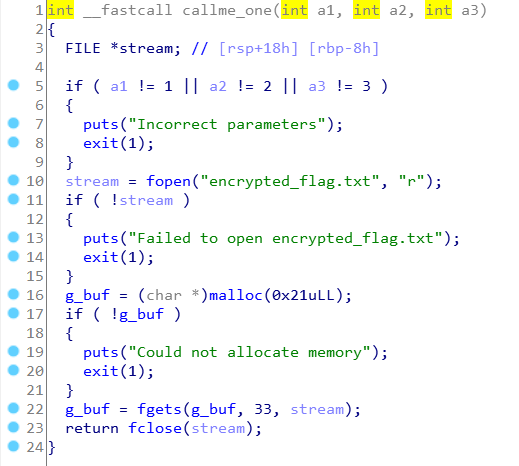 1 int __fastcall callme_one(int a1, int a2, int a3)
2 {
3   FILE *stream; // [rsp+18h] [rbp-8h]
4
5   if ( a1 != 1 || a2 != 2 || a3 != 3 )
6   {
7     puts("Incorrect parameters");
8     exit(1);
9   }
10   stream = fopen("encrypted_flag.txt", "r");
11   if ( !stream )
12   {
13     puts("Failed to open encrypted_flag.txt");
14     exit(1);
15   }
16   g_buf = (char *)malloc(0x21uLL);
17   if ( !g_buf )
18   {
19     puts("Could not allocate memory");
20     exit(1);
21   }
22   g_buf = fgets(g_buf, 33, stream);
23   return fclose(stream);
24 }